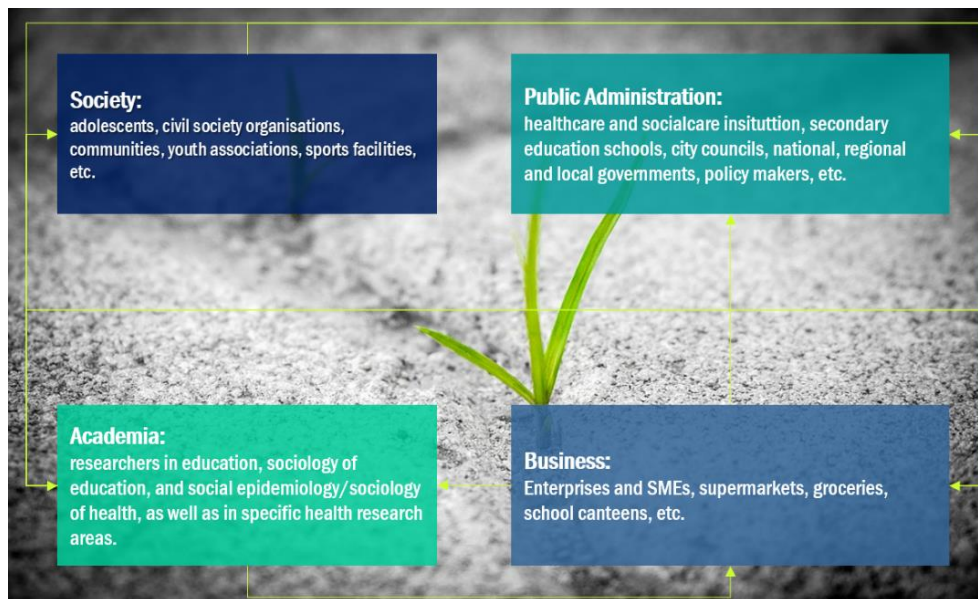 Society:
adolescents, civil society organisations,
communities, youth associations, sports facilities,
etc.
Public Administration:
healthcare and socialcare insituttion, secondary
education schools, city councils, national, regional
and local governments, policy makers, etc.
Academia:
researchers in education, sociology of
education, and social epidemiology/sociology
of health, as well as in specific health research
areas.
Business:
Enterprises and SMEs, supermarkets, groceries,
school canteens, etc.